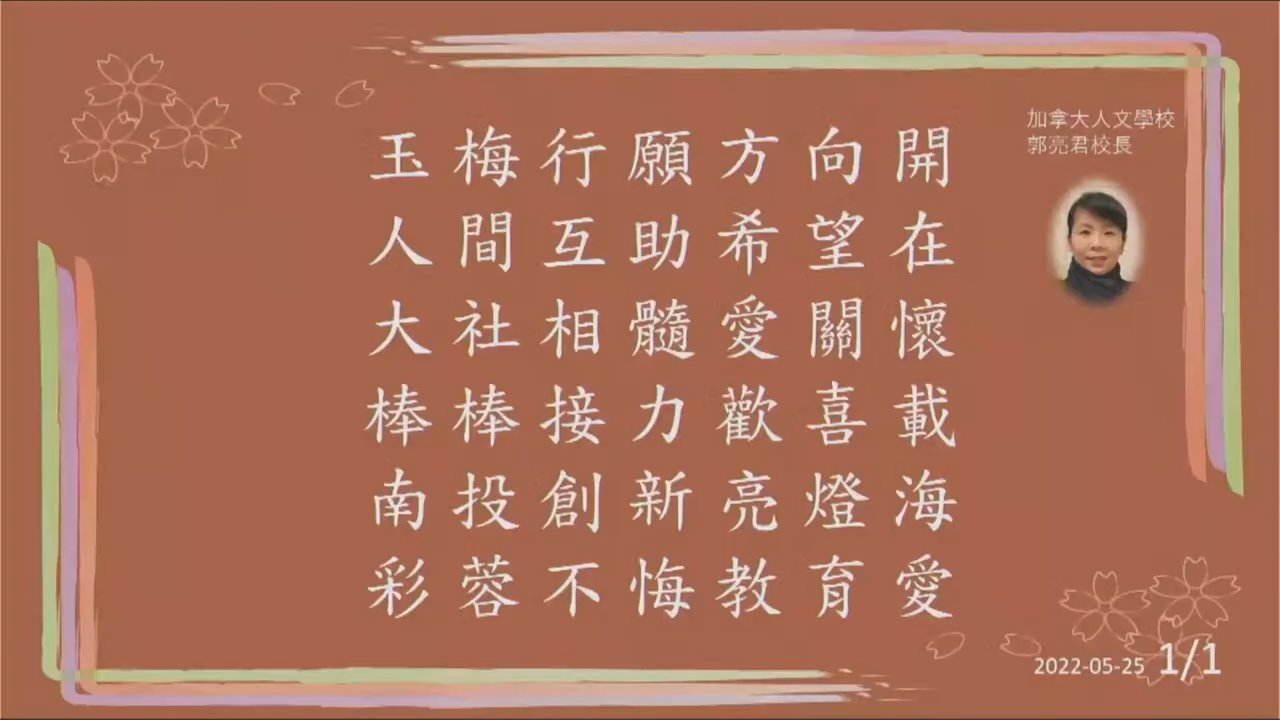 加拿大人文學校
郭亮君校長
玉梅行願方向開
人間互助希望在
大社相髓愛關懷
棒棒接力歡喜載
南投創新亮燈海
彩蓉不悔教育愛
2022-05-25 1/1